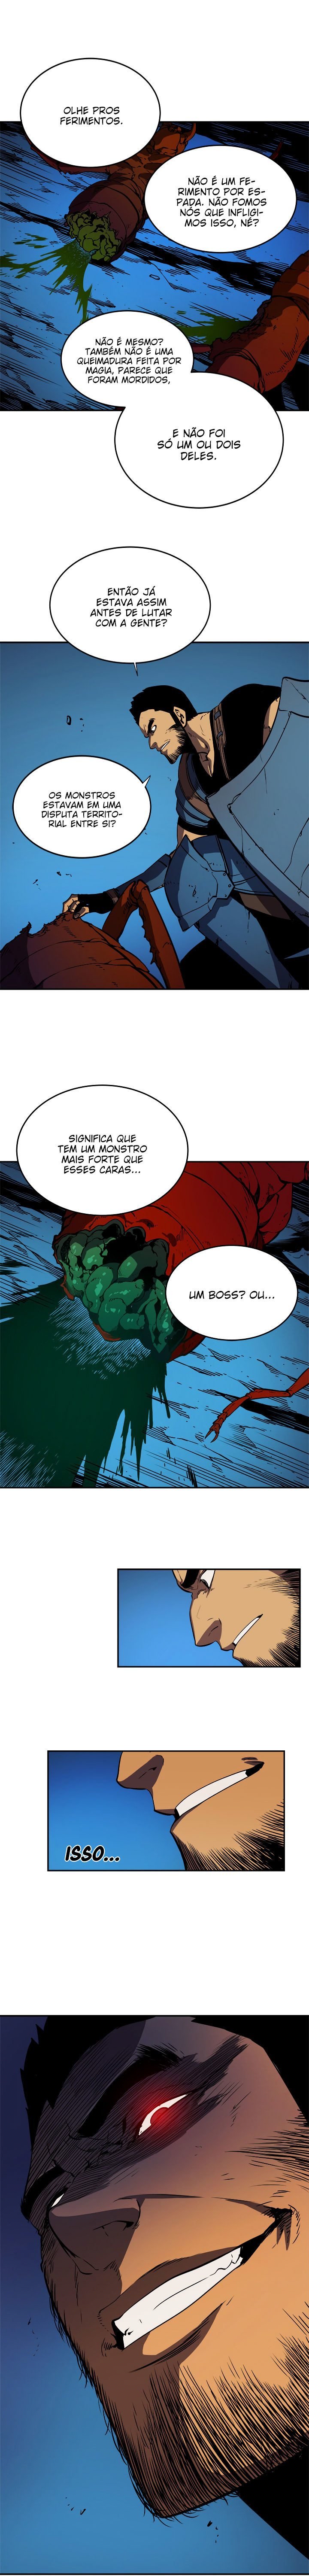 OLHE PROS
FERIMENTOS.
NÃO É UM FE-
RIMENTO POR ES-
PADA. NÃO FOMOS
NÓS QUE INFLIGI-
MOS ISSO, NÉ?
NÃO É MESMO?
TAMBÉM NÃO É UMA
QUEIMADURA FEITA POR
MAGIA, PARECE QUE
FORAM MORDIDOS,
E NÃO FOI
SÓ UM OU DOIS
DELES.
ENTÃO JÁ
ESTAVA ASSIM
ANTES DE LUTAR
COM A GENTE?
OS MONSTROS
ESTAVAM EM UMA
DISPUTA TERRITO-
RIAL ENTRE SI?
SIGNIFICA QUE
TEM UM MONSTRO
MAIS FORTE QUE
ESSES CARAS...
UM BOSS? OU...
ISSO...